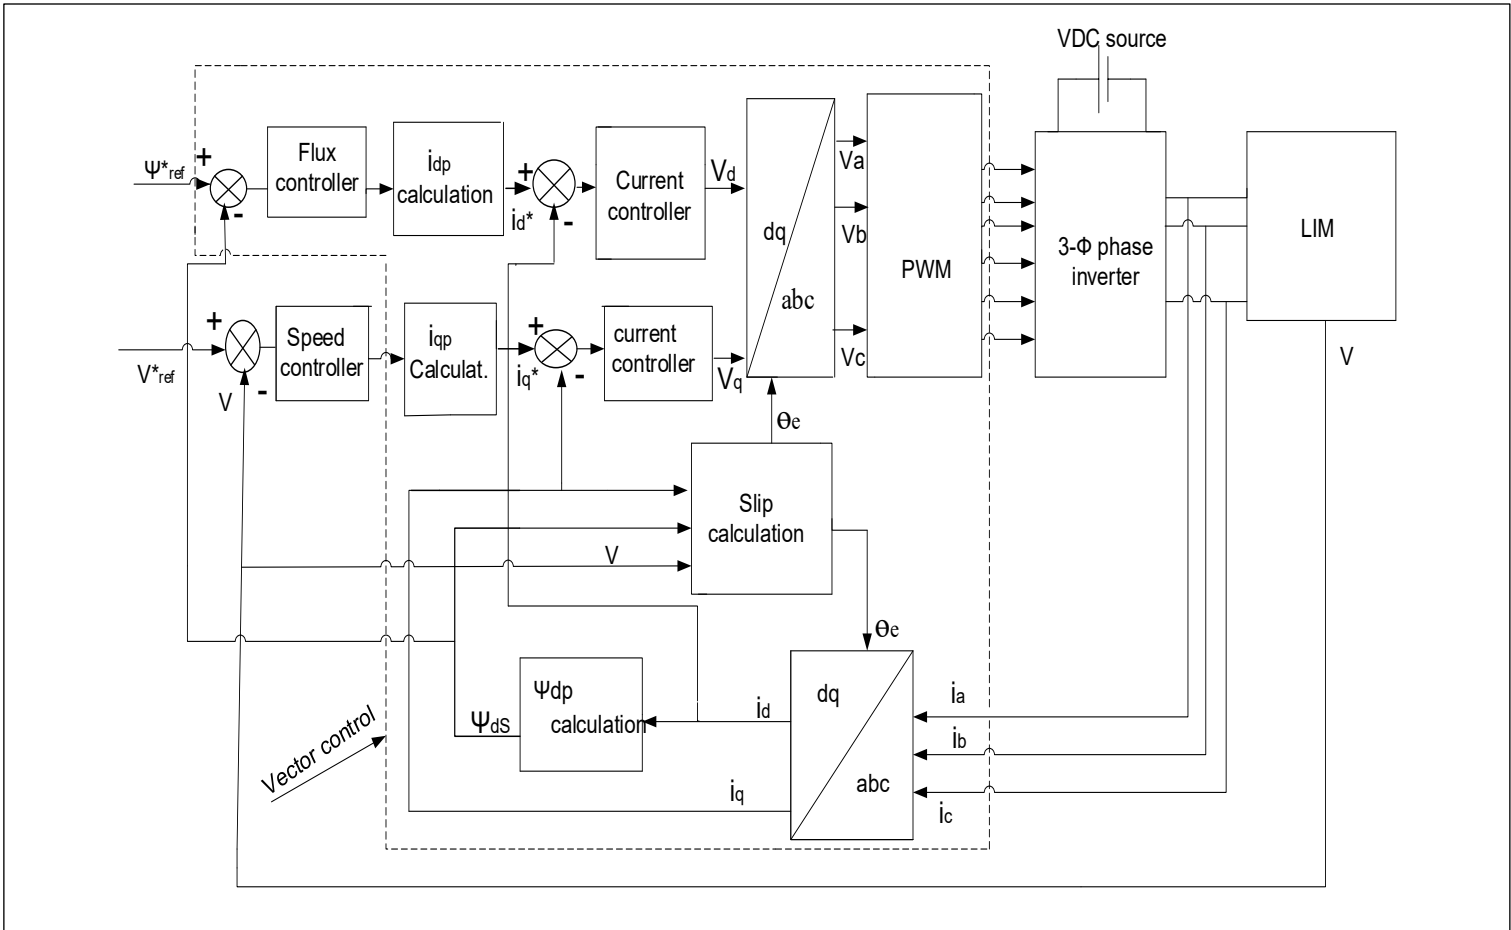 VDC source
Ψ*ref
+
-
Flux
controller
idp
calculation
+
id*
-
Current
controller
Vd
dq
abc
Va
Vb
Vc
PWM
3-Φ phase
inverter
LIM
V*ref
+
V
-
Speed
controller
iqp
Calculat.
+
iq*
-
current
controller
Vq
V
θe
Slip
calculation
V
θe
Ψdp
calculation
ΨdS
id
iq
dq
abc
ia
ib
ic
Vector control